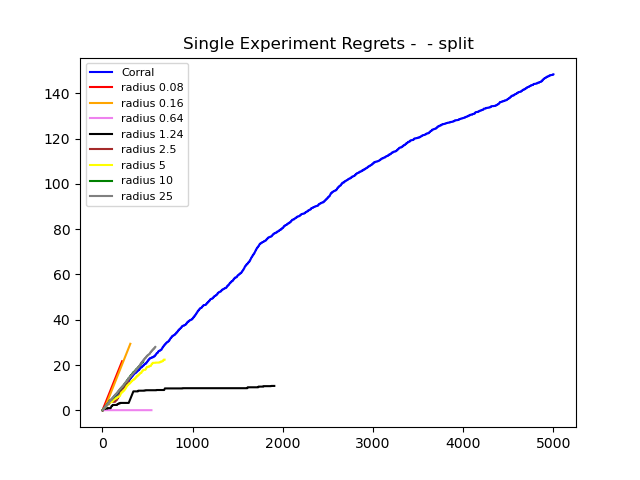 Single Experiment Regrets -  - split
Corral
radius 0.08
radius 0.16
radius 0.64
radius 1.24
radius 2.5
radius 5
radius 10
radius 25
140
120
100
80
60
40
20
0
0 1000 2000 3000 4000 5000